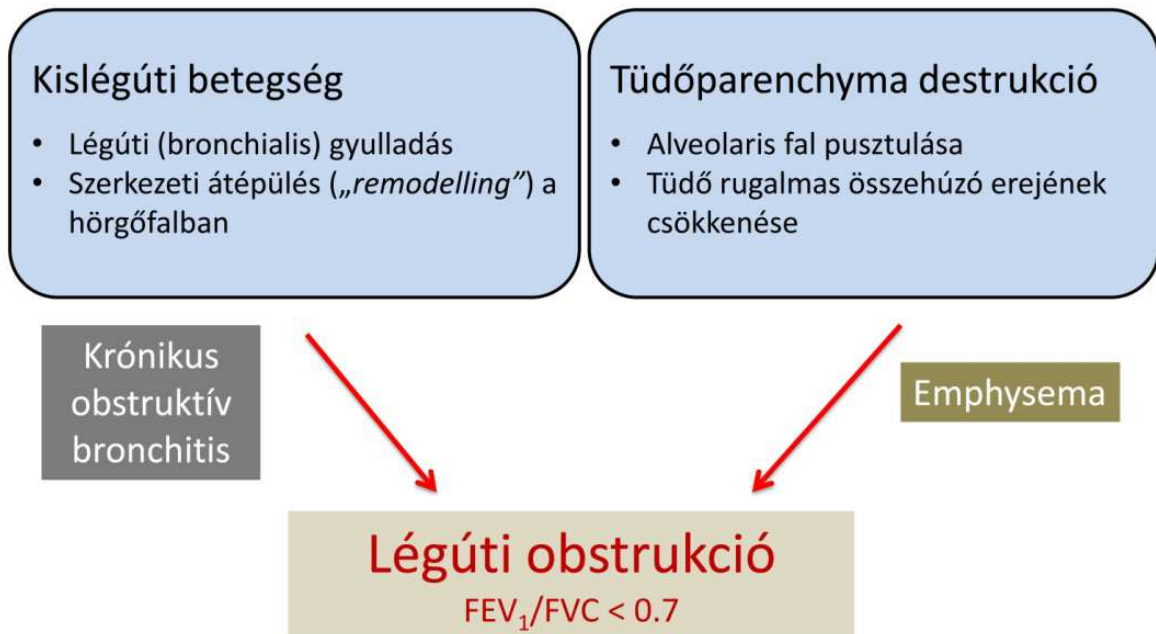 Kislégúti betegség
• Légúti (bronchialis) gyulladás
• Szerkezeti átépülés („remodelling”) a
hörgőfalban
Tüdőparenchyma destrukció
• Alveolaris fal pusztulása
• Tüdő rugalmas összehúzó erejének
csökkenése
Krónikus
obstruktív
bronchitis
Emphysema
Légúti obstrukció
FEV₁/FVC < 0.7